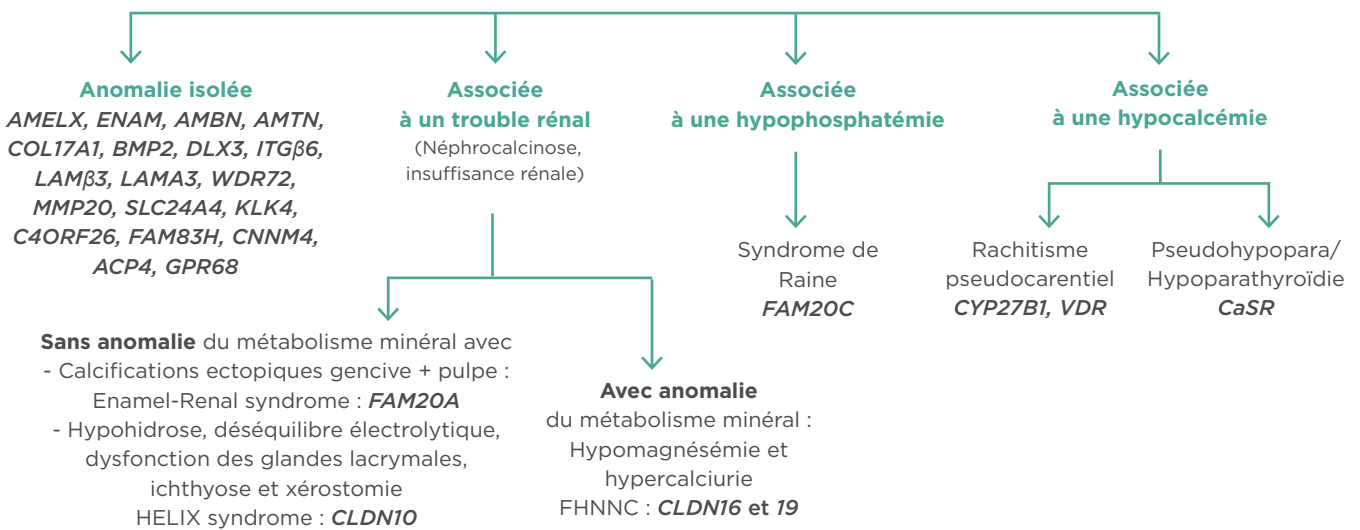 Anomalie isolée
AMELX, ENAM, AMBN, AMTN,
COL17A1, BMP2, DLX3, ITGβ6,
LAMβ3, LAMA3, WDR72,
MMP20, SLC24A4, KLK4,
C4ORF26, FAM83H, CNNM4,
ACP4, GPR68
Associée
à un trouble rénal
(Néphrocalcinose,
insuffisance rénale)
Sans anomalie du métabolisme minéral avec
- Calcifications ectopiques gencive + pulpe :
Enamel-Renal syndrome : FAM20A
- Hypohidrose, déséquilibre électrolytique,
dysfonction des glandes lacrymales,
ichthyose et xérostomie
HELIX syndrome : CLDN10
Avec anomalie
du métabolisme minéral :
Hypomagnésémie et
hypercalciurie
FHNNC : CLDN16 et 19
Associée
à une hypophosphatémie
Syndrome de
Raine
FAM20C
Associée
à une hypocalcémie
Rachitisme
pseudocarentiel
CYP27B1, VDR
Pseudohypopara/
Hypoparathyroïdie
CaSR